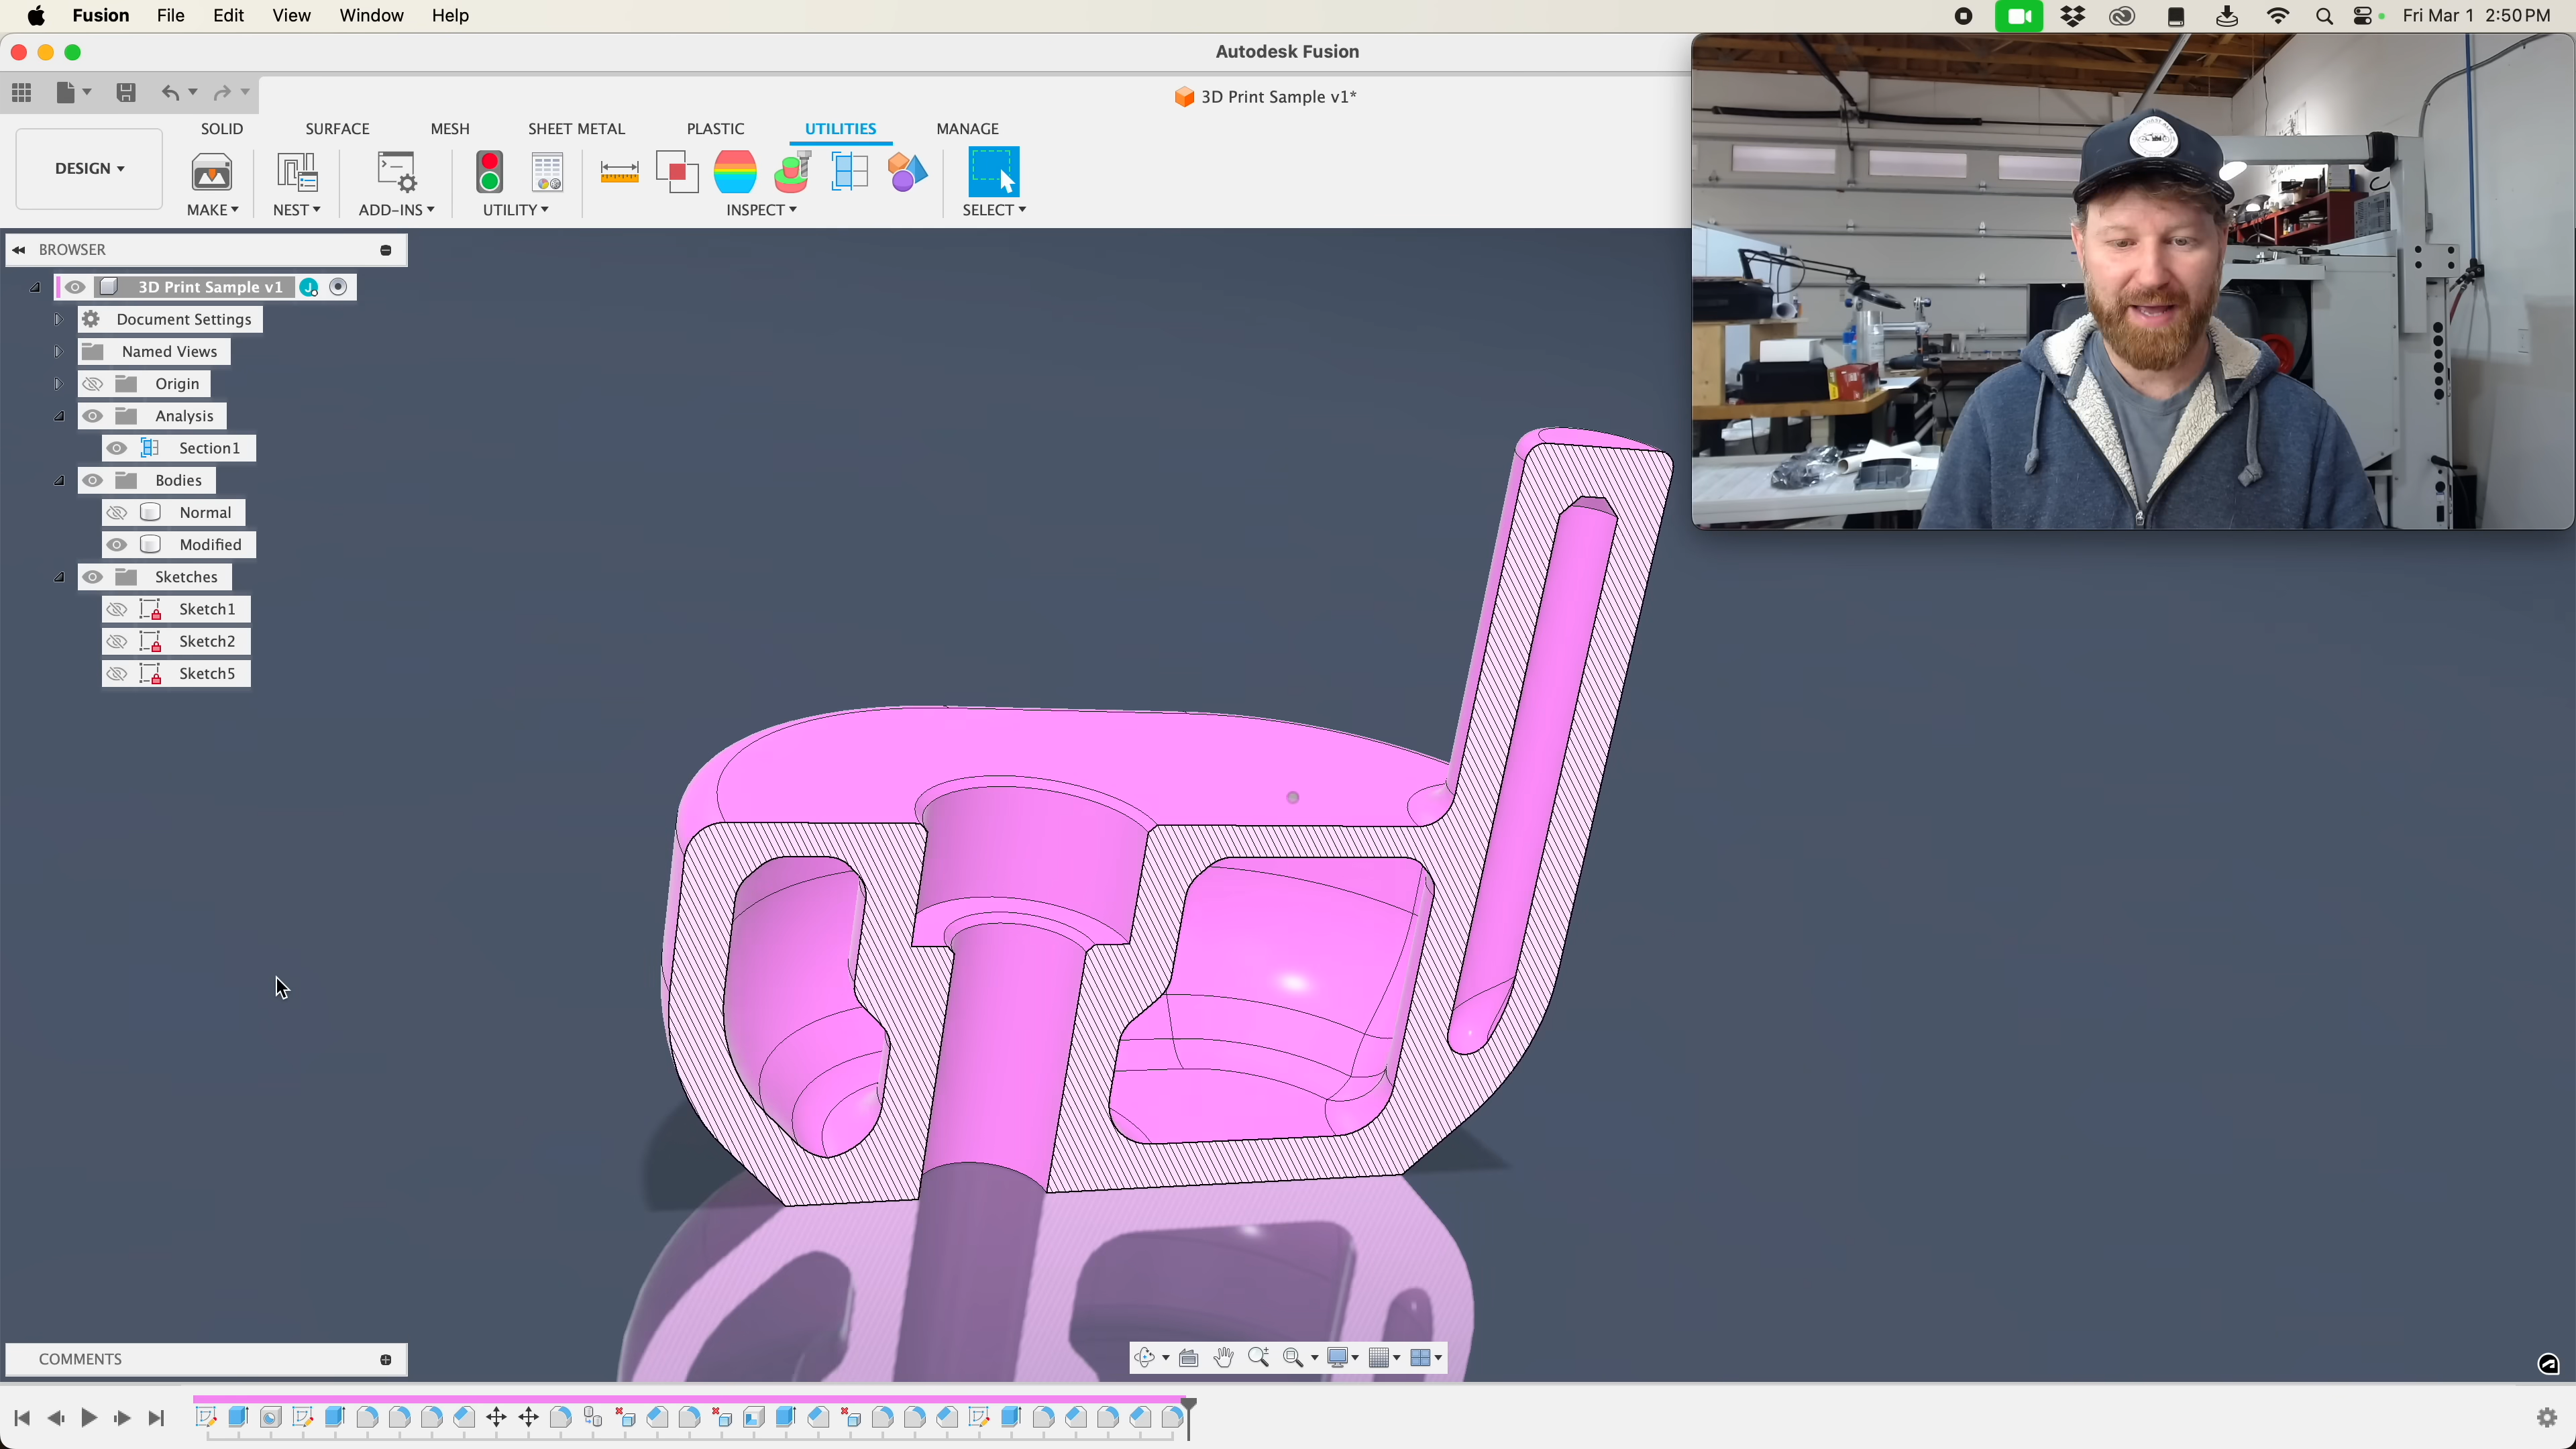 Fusion File Edit View Window Help Fri Mar 1 2:50 PM
Autodesk Fusion
3D Print Sample v1*
SOLID SURFACE MESH SHEET METAL PLASTIC UTILITIES MANAGE
DESIGN
MAKE NEST ADD-INS UTILITY INSPECT SELECT
BROWSER
3D Print Sample v1
Document Settings
Named Views
Origin
Analysis
Section1
Bodies
Normal
Modified
Sketches
Sketch1
Sketch2
Sketch5
COMMENTS